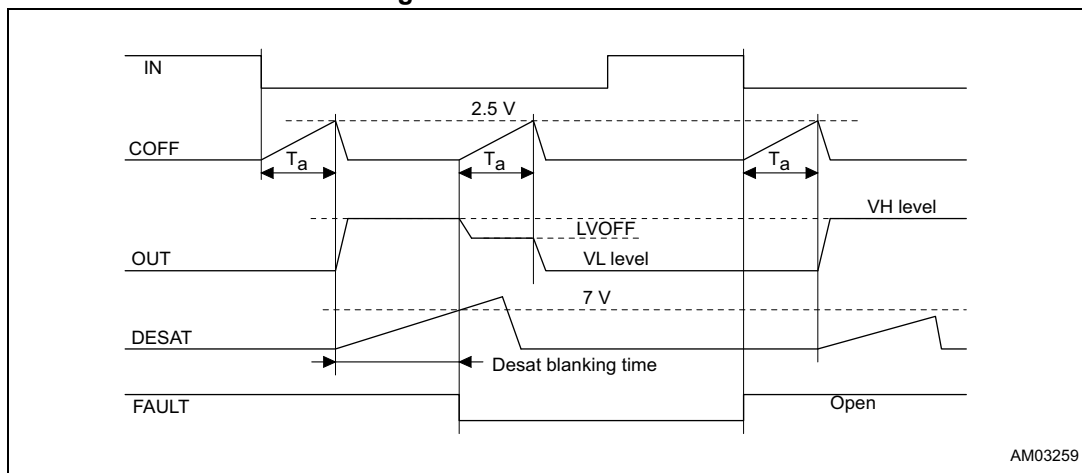 g
IN
2.5 V
COFF
Ta
Ta
Ta
VH level
LVOFF
OUT
VL level
7 V
DESAT
Desat blanking time
FAULT
Open
AM03259